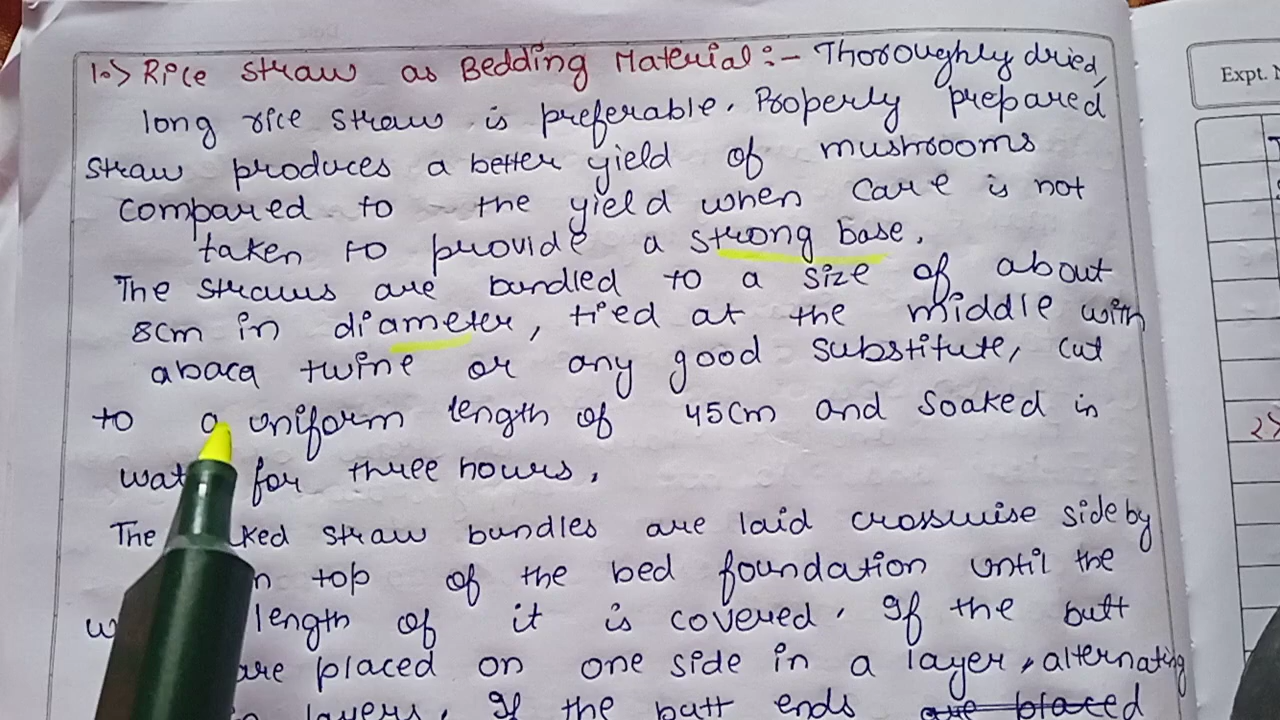 1.> Rice straw as Bedding Material :- Thoroughly dried,
long rice straw is preferable. Properly prepared
straw produces a better yield of mushrooms
compared to the yield when care is not
taken to provide a strong base.
The straws are bundled to a size of about
8cm in diameter, tied at the middle with
abaca twine or any good substitute, cut
to a uniform length of 45cm and soaked in
wat for three hours.
The ked straw bundles are laid crosswise side by
n top of the bed foundation until the
w length of it is covered. If the butt
are placed on one side in a layer, alternating
layers. If the butt ends are placed
Expt. N
2>